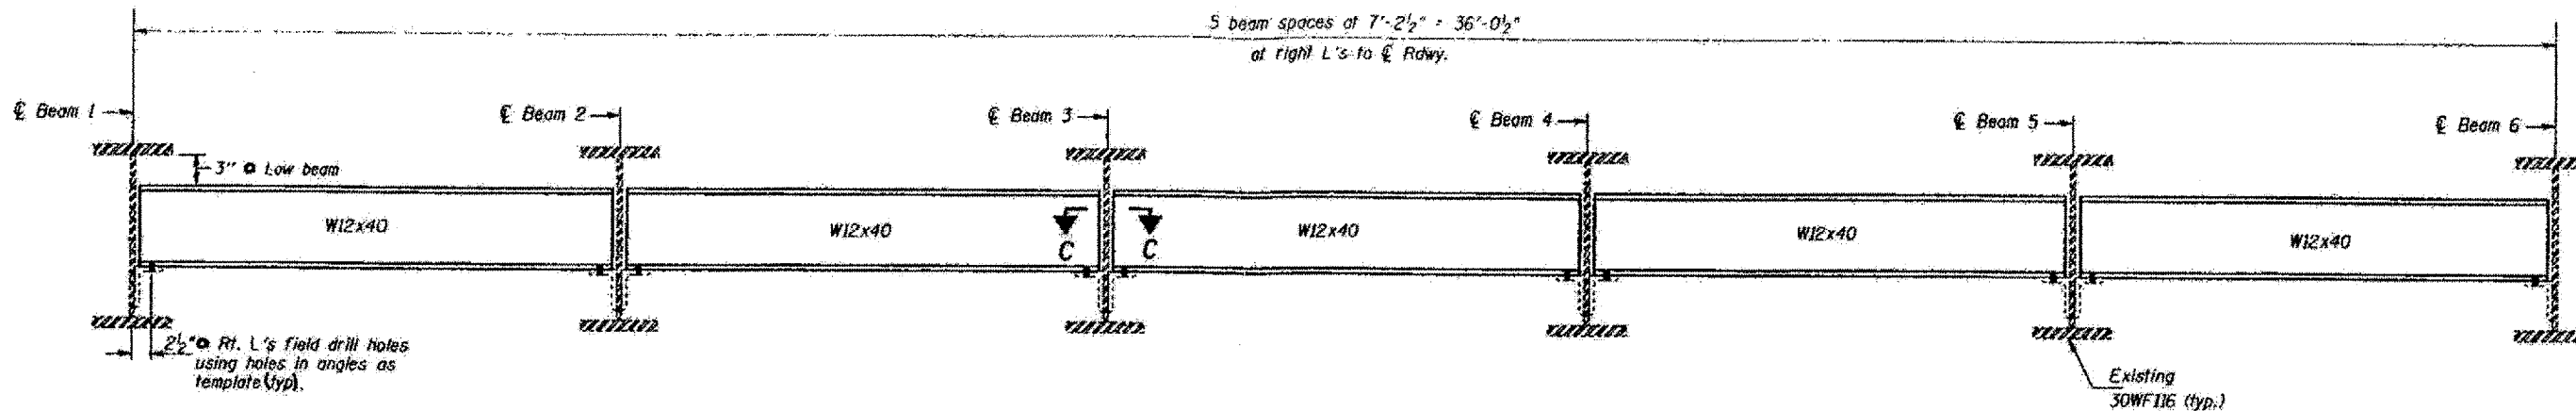 5 beam spaces at 7'-2½" = 36'-0½"
at right L's to ℄ Rdwy.
℄ Beam 1
℄ Beam 2
℄ Beam 3
℄ Beam 4
℄ Beam 5
℄ Beam 6
3" @ Low beam
W12x40
W12x40
W12x40
W12x40
W12x40
C
C
2½" @ Rt. L's field drill holes
using holes in angles as
template (typ).
Existing
30WF116 (typ.)